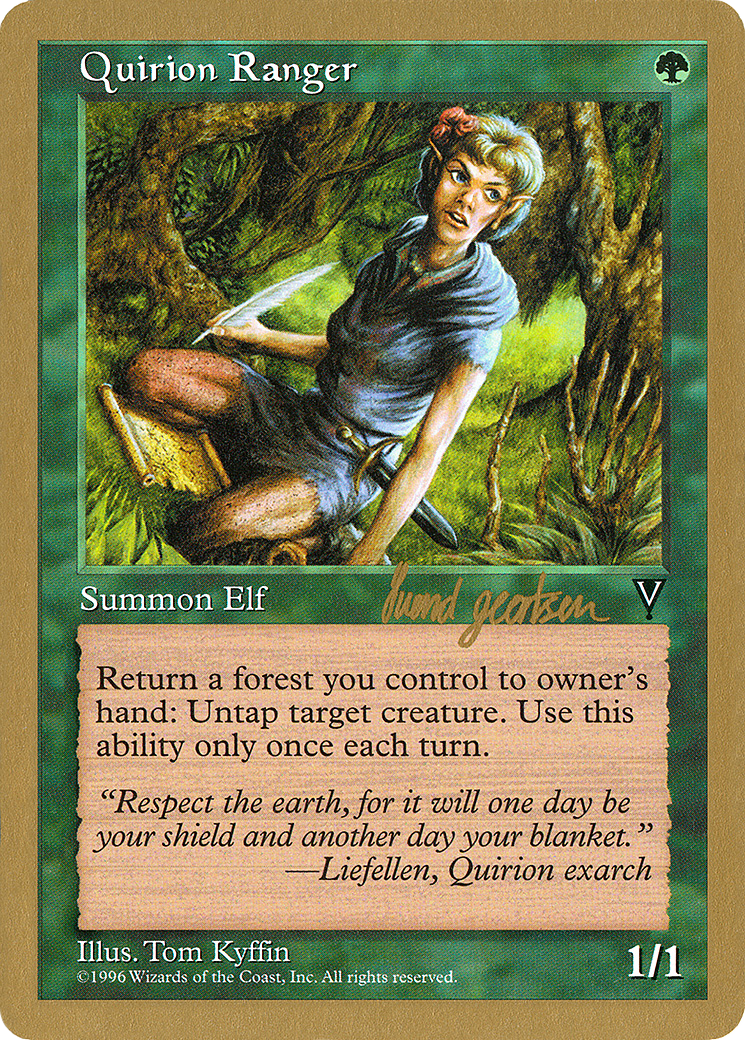 Quirion Ranger
Summon Elf
Svend Geertsen
V
Return a forest you control to owner's
hand: Untap target creature. Use this
ability only once each turn.
“Respect the earth, for it will one day be
your shield and another day your blanket.”
—Liefellen, Quirion exarch
Illus. Tom Kyffin
©1996 Wizards of the Coast, Inc. All rights reserved.
1/1